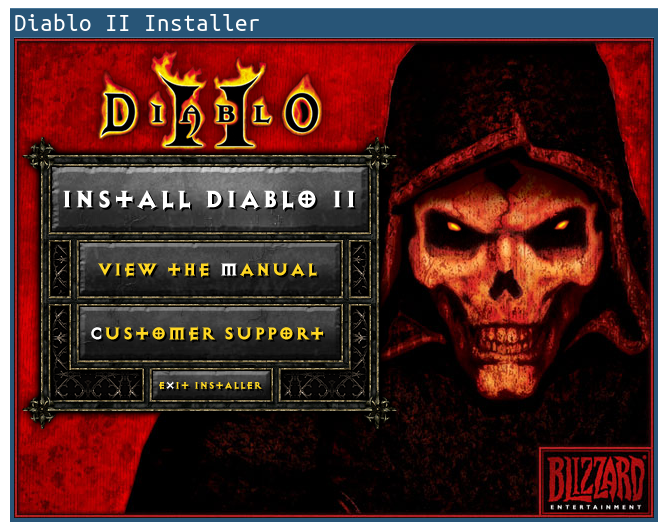 Diablo II Installer
DIABLO II
INSTALL DIABLO II
VIEW THE MANUAL
CUSTOMER SUPPORT
EXIT INSTALLER
BLIZZARD
ENTERTAINMENT